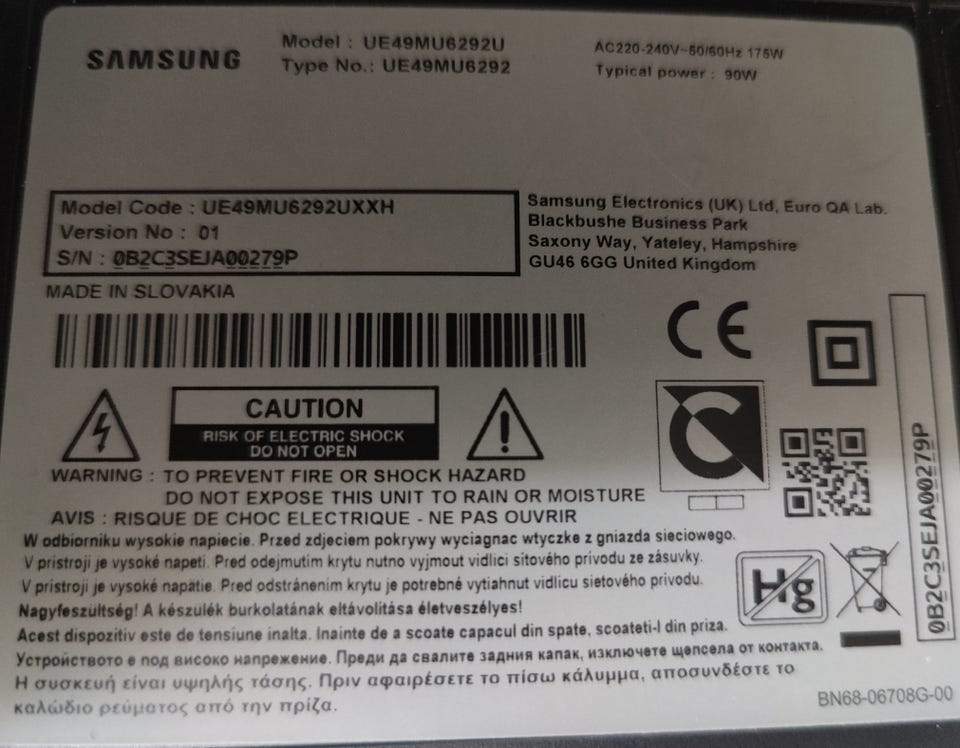 SAMSUNG
Model : UE49MU6292U
Type No.: UE49MU6292
AC220-240V~50/60Hz 175W
Typical power : 90W
Model Code : UE49MU6292UXXH
Version No : 01
S/N : 0B2C3SEJA00279P
Samsung Electronics (UK) Ltd, Euro QA Lab.
Blackbushe Business Park
Saxony Way, Yateley, Hampshire
GU46 6GG United Kingdom
MADE IN SLOVAKIA
CE
CAUTION
RISK OF ELECTRIC SHOCK
DO NOT OPEN
WARNING : TO PREVENT FIRE OR SHOCK HAZARD
DO NOT EXPOSE THIS UNIT TO RAIN OR MOISTURE
AVIS : RISQUE DE CHOC ELECTRIQUE - NE PAS OUVRIR
W odbiorniku wysokie napiecie. Przed zdjeciem pokrywy wyciagnac wtyczke z gniazda sieciowego.
V pristroji je vysoké napeti. Pred odejmutím krytu nutno vyjmout vidlici sítového privodu ze zásuvky.
V prístroji je vysoké napätie. Pred odstránením krytu je potrebné vytiahnut vidlicu sietového privodu.
Nagyfeszültség! A készülék burkolatának eltávolítása életveszélyes!
Acest dispozitiv este de tensiune inalta. Inainte de a scoate capacul din spate, scoateti-l din priza.
Устройството е под високо напрежение. Преди да свалите задния капак, изключете щепсела от контакта.
Η συσκευή είναι υψηλής τάσης. Πριν αφαιρέσετε το πίσω κάλυμμα, αποσυνδέστε το
καλώδιο ρεύματος από την πρίζα.
Hg
0B2C3SEJA00279P
BN68-06708G-00